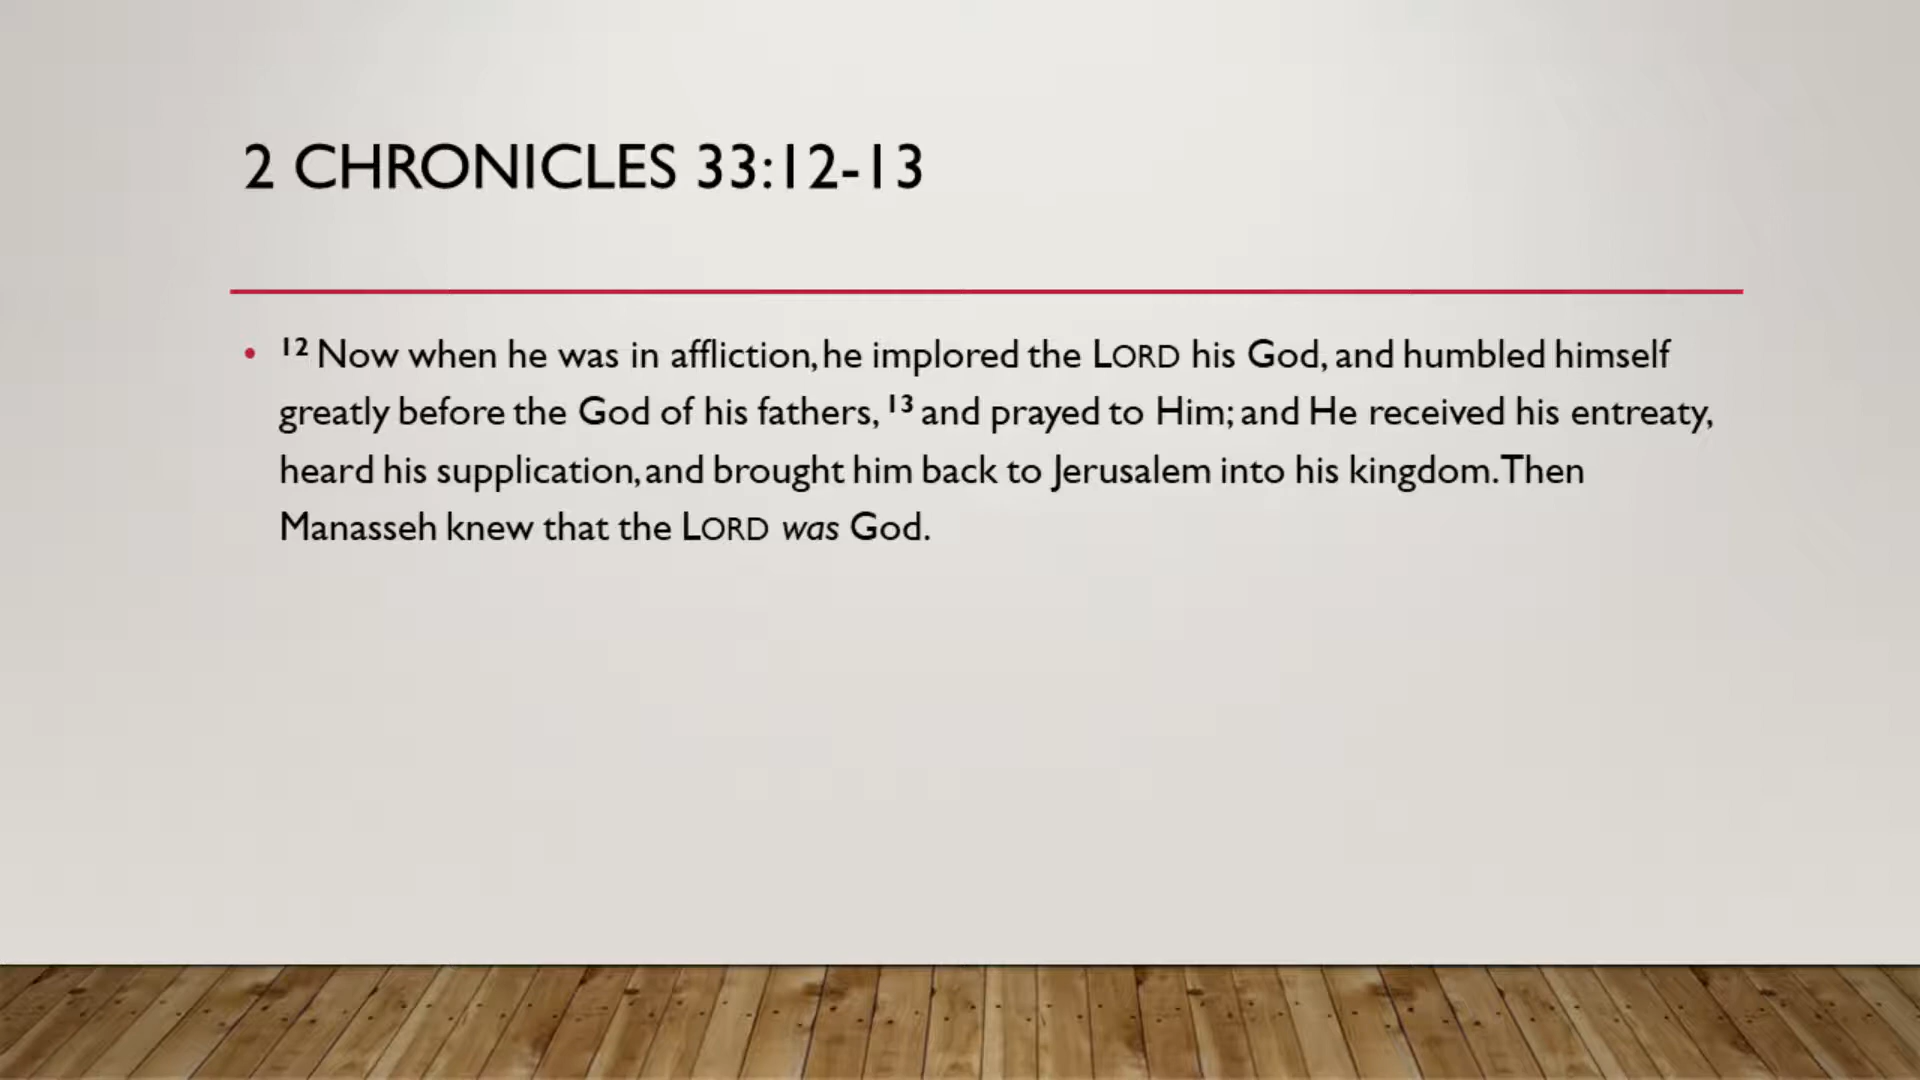 2 CHRONICLES 33:12-13
• 12 Now when he was in affliction, he implored the LORD his God, and humbled himself
greatly before the God of his fathers, 13 and prayed to Him; and He received his entreaty,
heard his supplication, and brought him back to Jerusalem into his kingdom. Then
Manasseh knew that the LORD was God.